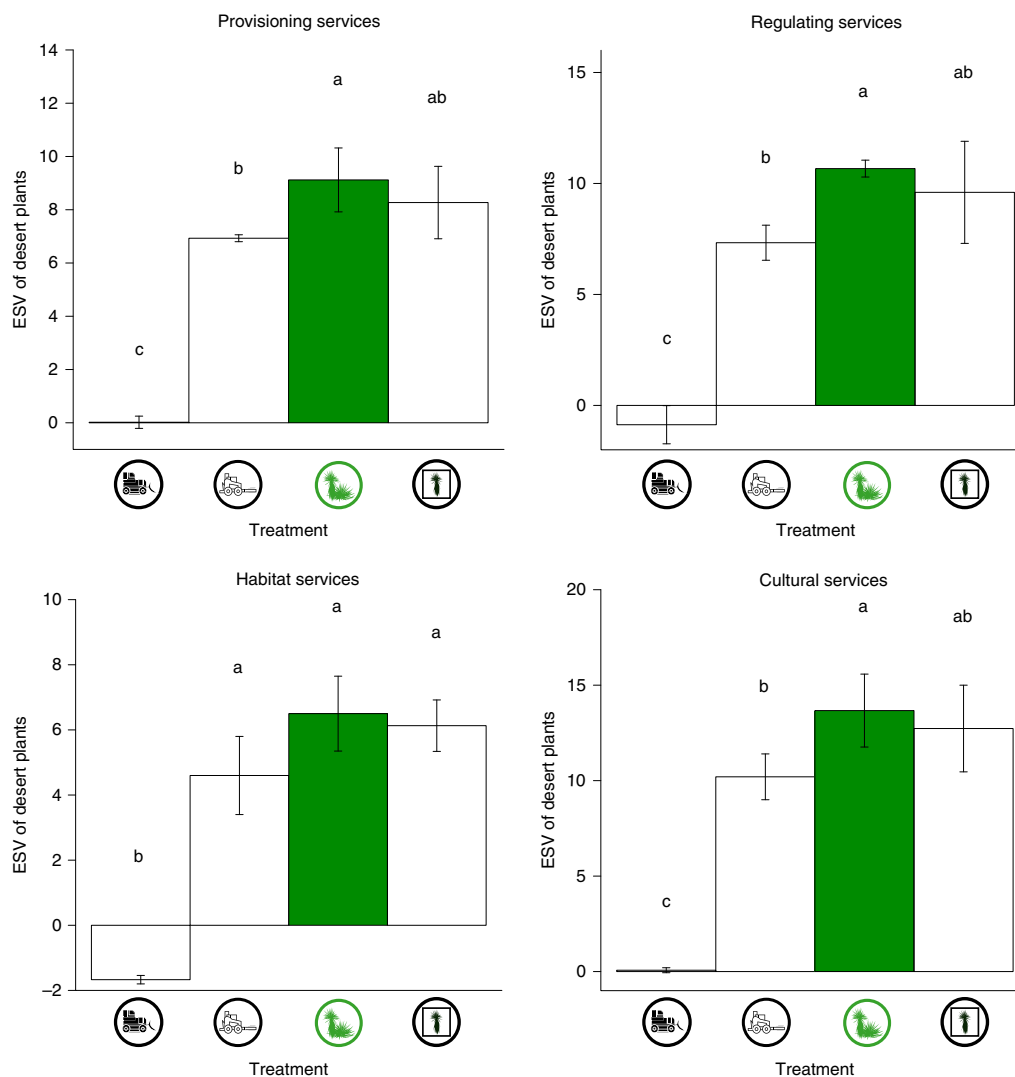 Provisioning services
14
12
10
8
6
4
2
0
ESV of desert plants
c
b
a
ab
Treatment
Regulating services
15
10
5
0
ESV of desert plants
c
b
a
ab
Treatment
Habitat services
10
8
6
4
2
0
–2
ESV of desert plants
b
a
a
a
Treatment
Cultural services
20
15
10
5
0
ESV of desert plants
c
b
a
ab
Treatment